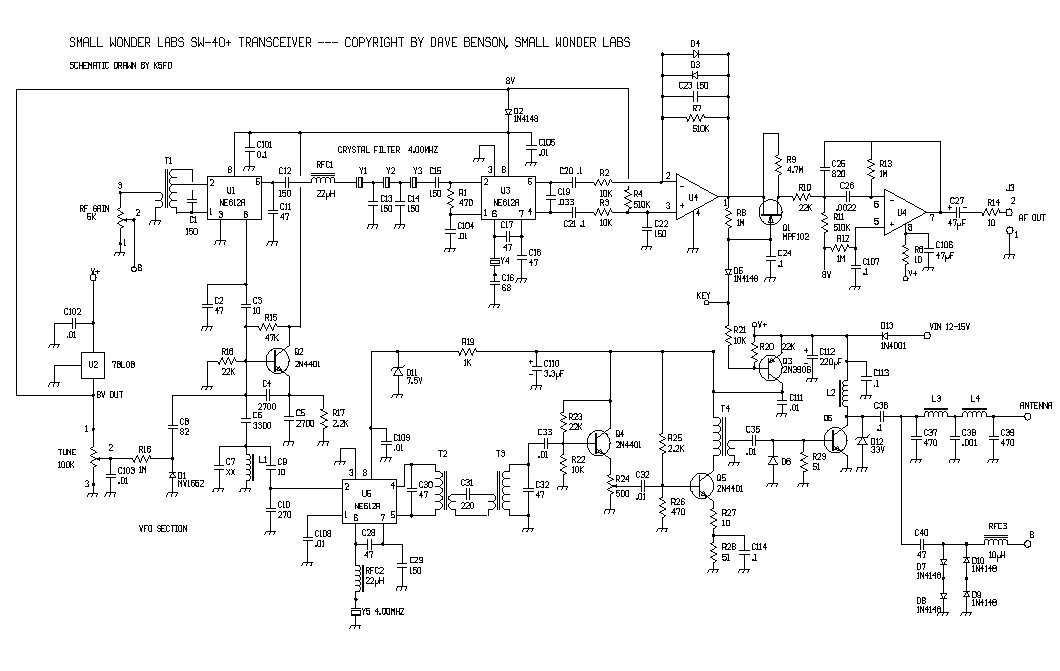 SMALL WONDER LABS SW-40+ TRANSCEIVER --- COPYRIGHT BY DAVE BENSON, SMALL WONDER LABS
SCHEMATIC DRAWN BY K5FO
8V
D4
D3
C23 150
R7
510K
D2
1N4148
C101
0.1
C105
.01
CRYSTAL FILTER 4.00MHZ
T1
3
RF GAIN
5K
2
1
B
C1
150
8
2
U1
NE612A
6
1
3
C12
150
C11
47
RFC1
22µH
Y1
Y2
Y3
C13
150
C14
150
C15
150
R1
470
C104
.01
3
8
2
U3
NE612A
6
1
5
6
7
4
C17
47
Y4
C16
68
C18
47
C20 .1
C19
.033
C21 .1
R2
10K
R3
10K
R4
510K
C22
150
2
3
U4
1
4
R8
1M
D5
1N4148
Q1
MPF102
R9
4.7M
C24
.1
R10
22K
C25
820
C26
.0022
R13
1M
R11
510K
R12
1M
8V
C107
.1
6
5
U4
7
8
R6
10
V+
C106
47µF
C27
47µF
R14
10
J3
2
AF OUT
1
V+
C102
.01
U2
78L08
8V OUT
1
TUNE
100K
2
3
C103
.01
R16
1M
C8
82
D1
MV1662
VFO SECTION
C2
47
C3
10
R15
47K
R18
22K
Q2
2N4401
C4
2700
C5
2700
R17
2.2K
C6
3300
C7
XX
L1
C9
10
C10
270
C108
.01
D11
7.5V
C109
.01
3
8
2
U5
NE612A
4
1
5
6
7
C28
47
C29
150
RFC2
22µH
Y5 4.00MHZ
R19
1K
C110
3.3µF
C30
47
T2
C31
220
T3
C32
47
C33
.01
R23
22K
R22
10K
Q4
2N4401
R24
500
C32
.01
R25
2.2K
R26
470
Q5
2N4401
R27
10
R28
51
C114
.1
T4
C35
.01
D6
R29
51
KEY
R21
10K
V+
R20
22K
Q3
2N3906
C111
.01
C112
220µF
L2
C113
.1
D13
1N4001
VIN 12-15V
Q6
C36
.1
D12
33V
L3
L4
C37
470
C38
.001
C39
470
ANTENNA
C40
47
D7
1N4148
D8
1N4148
D10
1N4148
D9
1N4148
RFC3
10µH
B